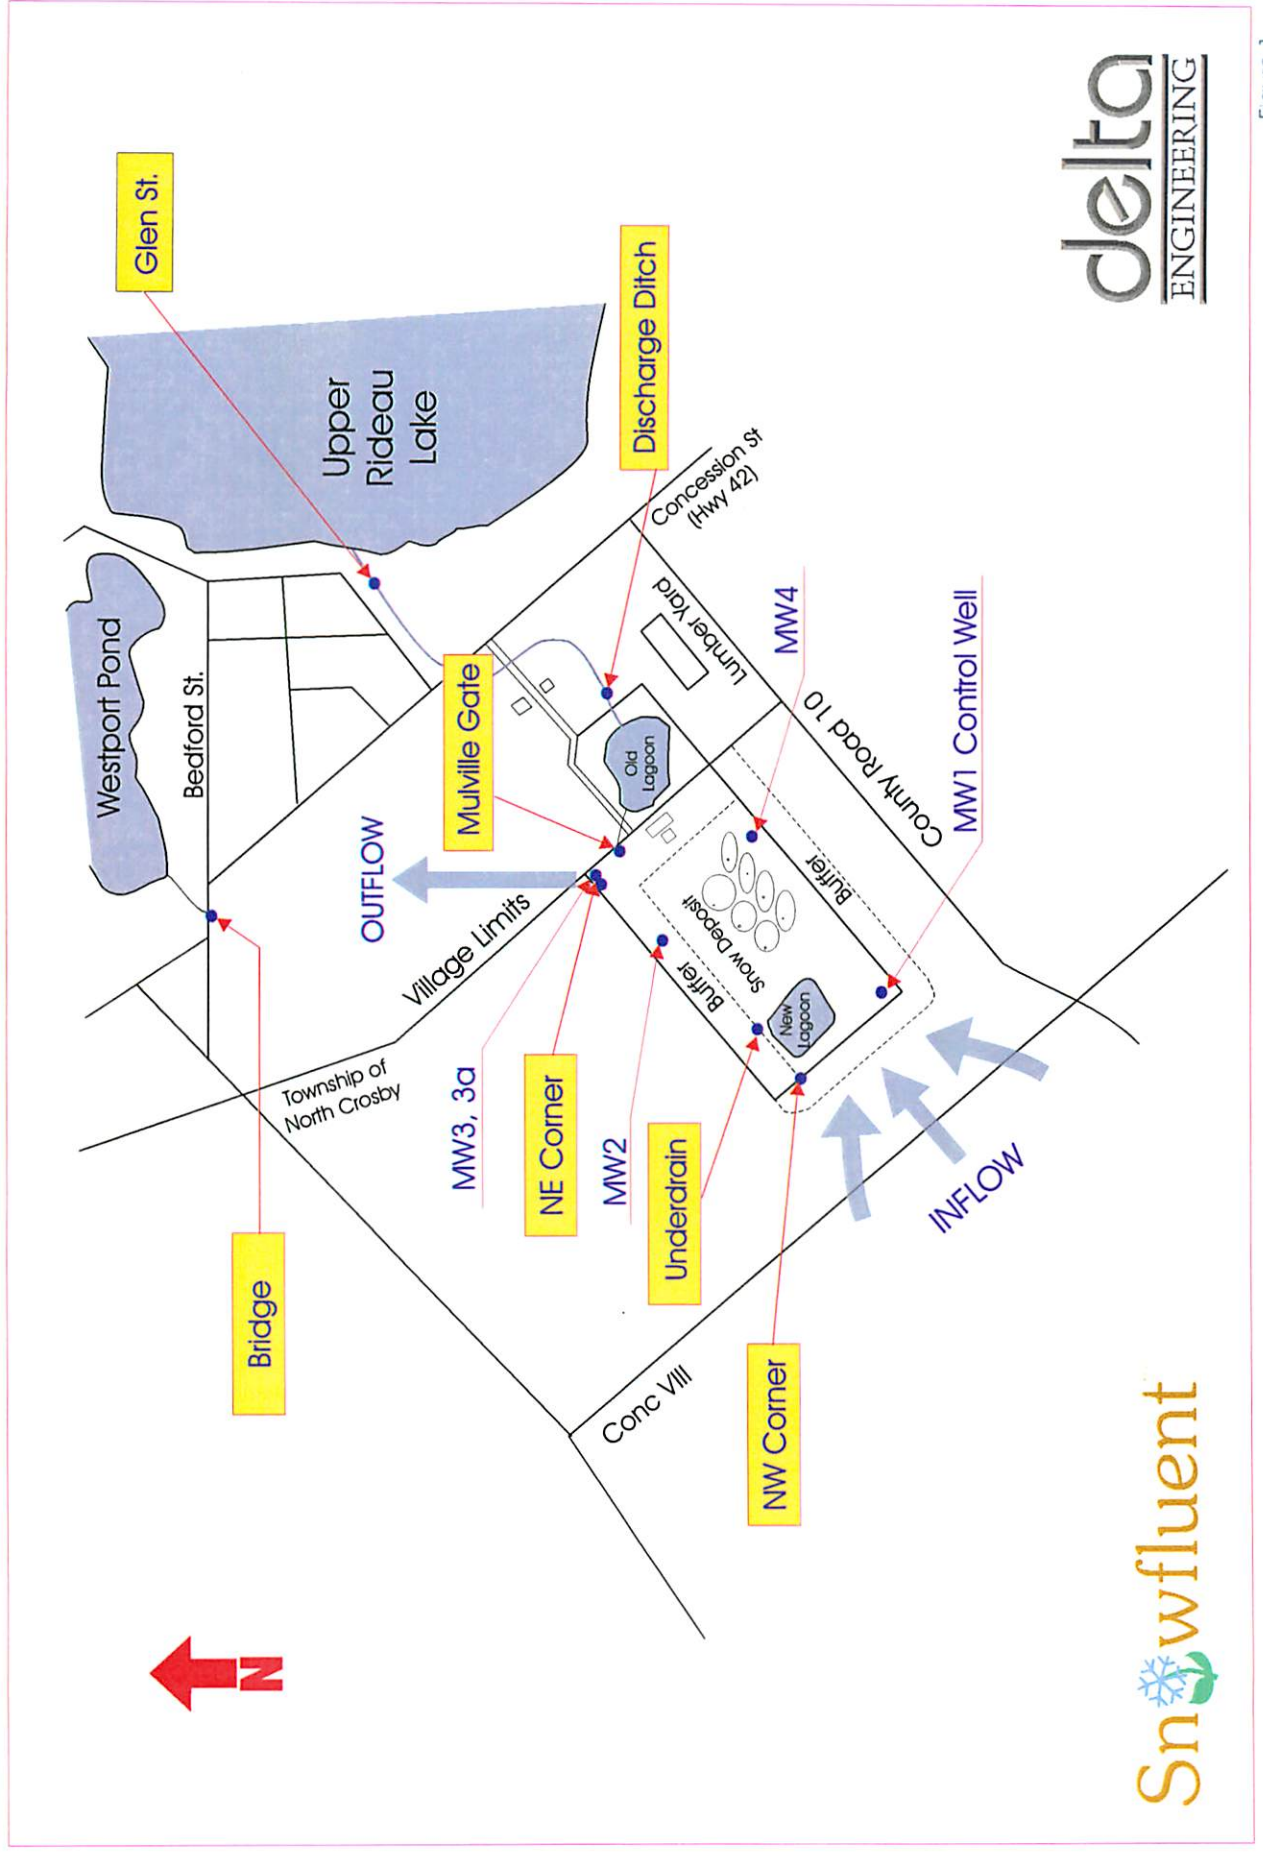 Glen St.
Westport Pond
Bedford St.
Upper
Rideau
Lake
Discharge Ditch
Concession St
(Hwy 42)
Mulville Gate
Lumber Yard
Old
Lagoon
MW4
County Road 10
MW1 Control Well
OUTFLOW
Village Limits
Buffer
Snow Deposit
Buffer
New
Lagoon
Township of
North Crosby
MW3, 3a
NE Corner
MW2
Underdrain
NW Corner
INFLOW
Bridge
Conc VIII
N
Snowfluent
delta
ENGINEERING